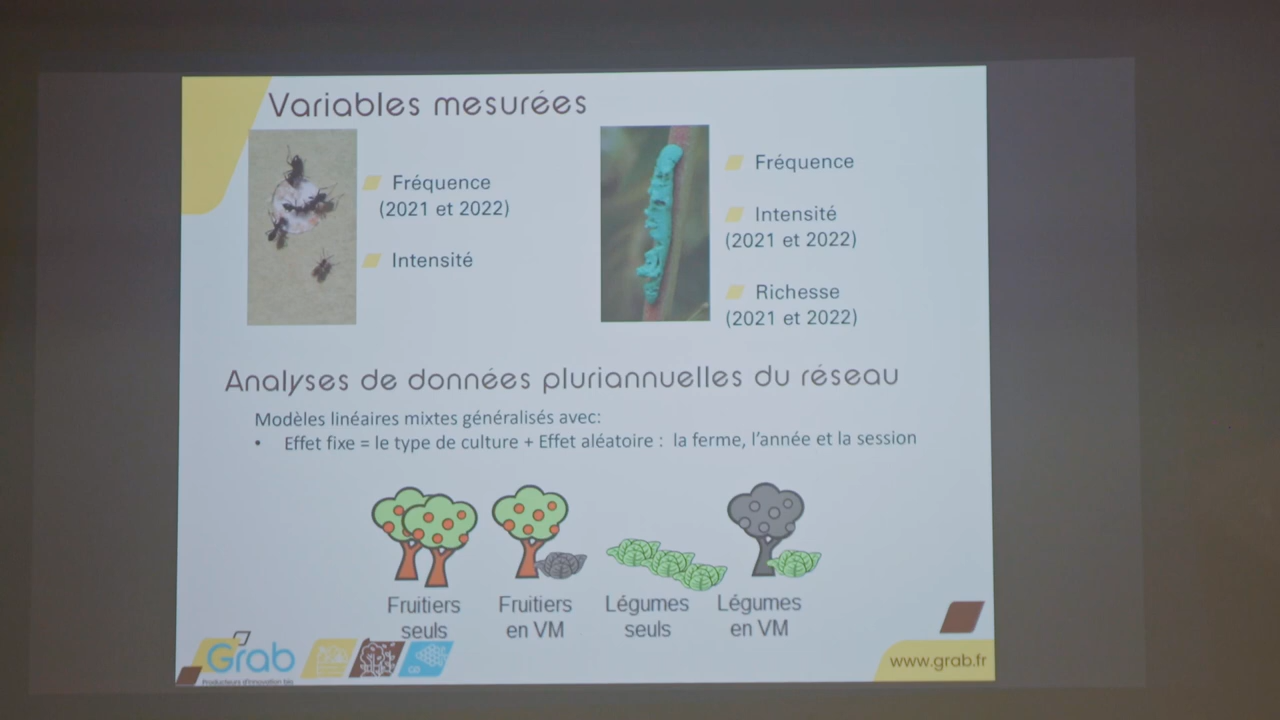 Variables mesurées
Fréquence
(2021 et 2022)
Intensité
Fréquence
Intensité
(2021 et 2022)
Richesse
(2021 et 2022)
Analyses de données pluriannuelles du réseau
Modèles linéaires mixtes généralisés avec:
• Effet fixe = le type de culture + Effet aléatoire : la ferme, l'année et la session
Fruitiers
seuls
Fruitiers
en VM
Légumes
seuls
Légumes
en VM
Grab
Producteurs d'innovation bio
www.grab.fr